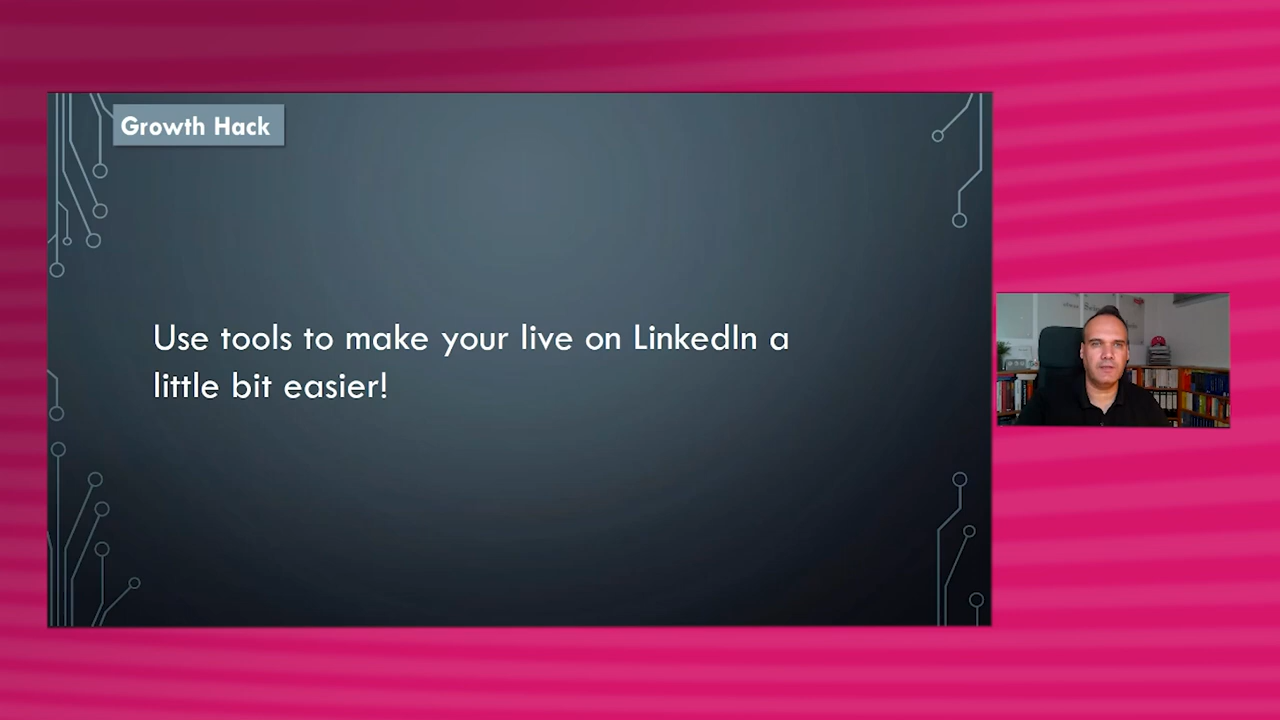 Growth Hack
Use tools to make your live on LinkedIn a
little bit easier!